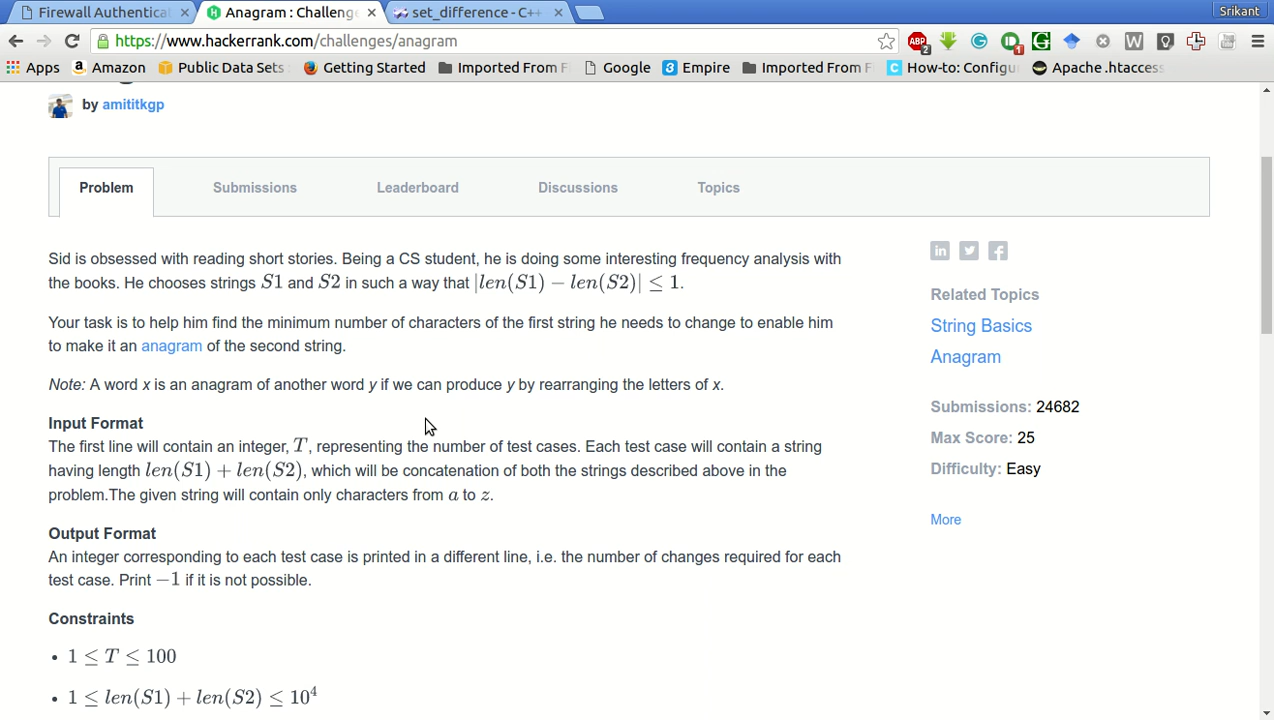 Firewall Authentica
Anagram : Challeng
set_difference - C++
Srikant
https://www.hackerrank.com/challenges/anagram
ABP 2 1 G W
Apps Amazon Public Data Sets Getting Started Imported From F Google Empire Imported From F How-to: Configu Apache .htaccess
by amititkgp
Problem Submissions Leaderboard Discussions Topics
Sid is obsessed with reading short stories. Being a CS student, he is doing some interesting frequency analysis with
the books. He chooses strings S1 and S2 in such a way that |len(S1) − len(S2)| ≤ 1.
Your task is to help him find the minimum number of characters of the first string he needs to change to enable him
to make it an anagram of the second string.
Note: A word x is an anagram of another word y if we can produce y by rearranging the letters of x.
Input Format
The first line will contain an integer, T, representing the number of test cases. Each test case will contain a string
having length len(S1) + len(S2), which will be concatenation of both the strings described above in the
problem.The given string will contain only characters from a to z.
Output Format
An integer corresponding to each test case is printed in a different line, i.e. the number of changes required for each
test case. Print −1 if it is not possible.
Constraints
• 1 ≤ T ≤ 100
• 1 ≤ len(S1) + len(S2) ≤ 10⁴
in
Related Topics
String Basics
Anagram
Submissions: 24682
Max Score: 25
Difficulty: Easy
More